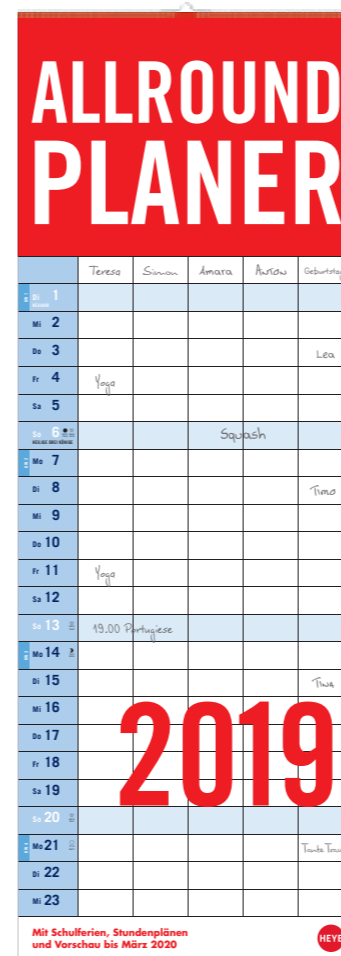 ALLROUND
PLANER
Teresa Simon Amara Anton Geburtstag
Di 1
Mi 2
Do 3 Lea
Fr 4 Yoga
Sa 5
So 6 Squash
HEILIGE DREI KÖNIGE
Mo 7
Di 8 Timo
Mi 9
Do 10
Fr 11 Yoga
Sa 12
So 13 19.00 Portugiese
Mo 14
Di 15 Tina
Mi 16
Do 17
Fr 18
Sa 19
2019
So 20
Mo 21 Tante
Di 22
Mi 23
Mit Schulferien, Stundenplänen
und Vorschau bis März 2020
HEYE